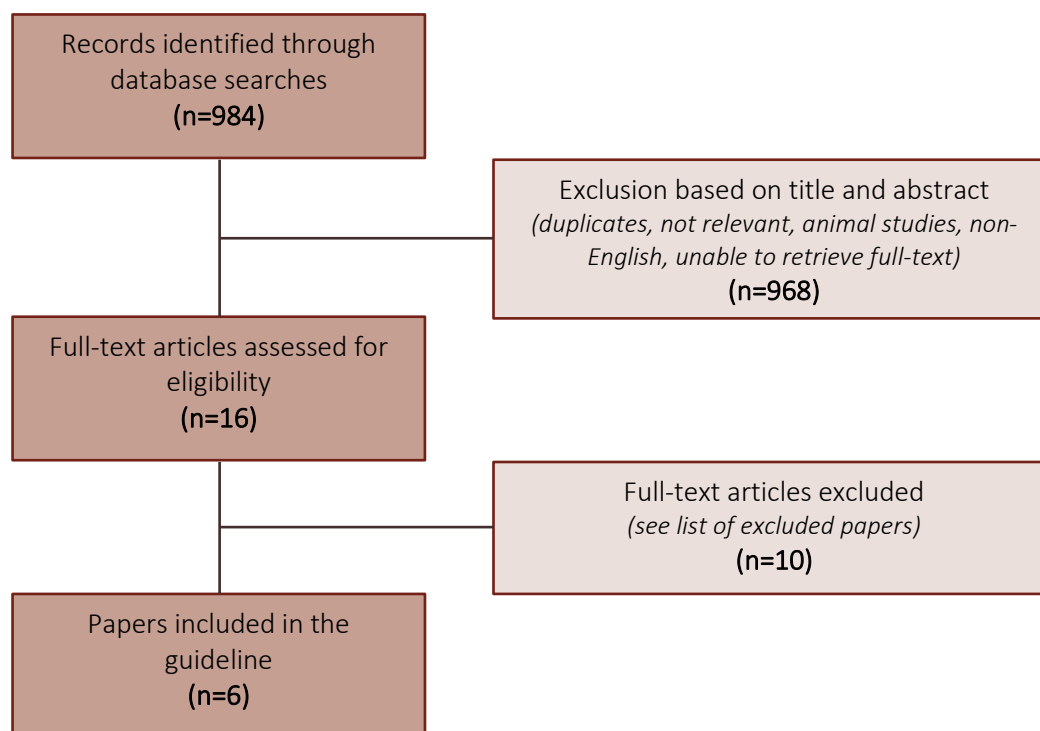 Records identified through
database searches
(n=984)
Exclusion based on title and abstract
(duplicates, not relevant, animal studies, non-
English, unable to retrieve full-text)
(n=968)
Full-text articles assessed for
eligibility
(n=16)
Full-text articles excluded
(see list of excluded papers)
(n=10)
Papers included in the
guideline
(n=6)